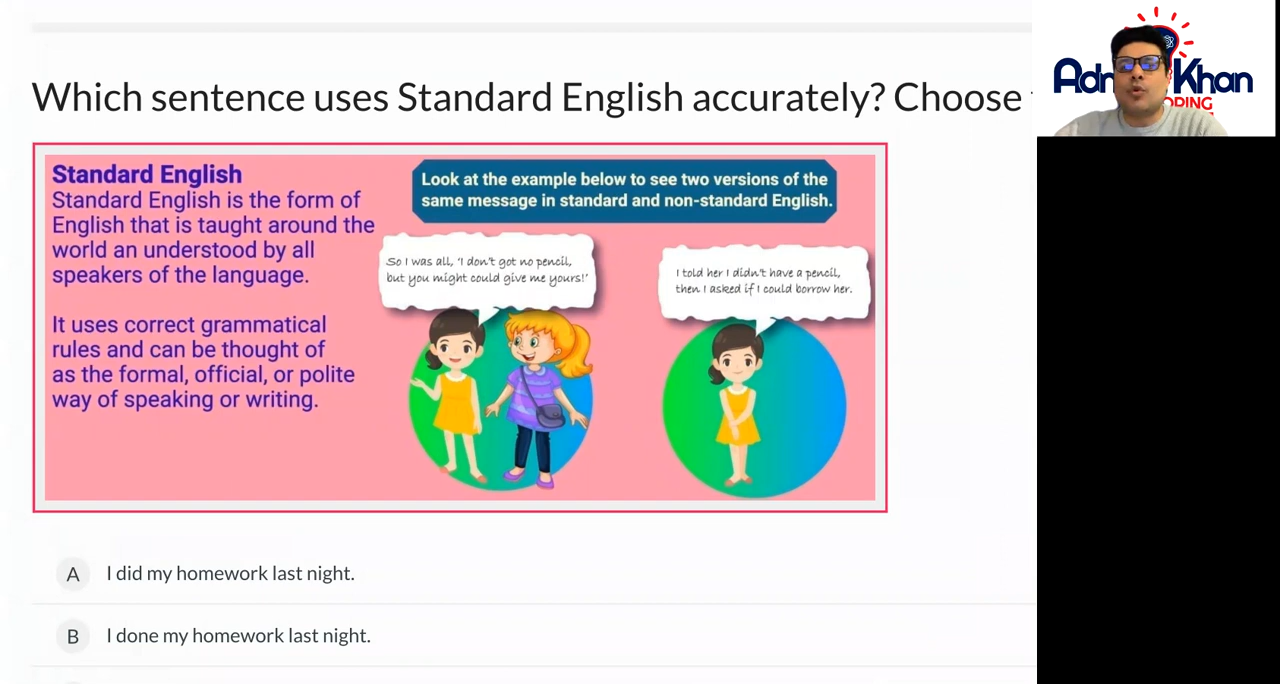 Which sentence uses Standard English accurately? Choose
Standard English
Standard English is the form of
English that is taught around the
world an understood by all
speakers of the language.
It uses correct grammatical
rules and can be thought of
as the formal, official, or polite
way of speaking or writing.
Look at the example below to see two versions of the
same message in standard and non-standard English.
So I was all, 'I don't got no pencil,
but you might could give me yours!'
I told her I didn't have a pencil,
then I asked if I could borrow her.
A I did my homework last night.
B I done my homework last night.
Khan